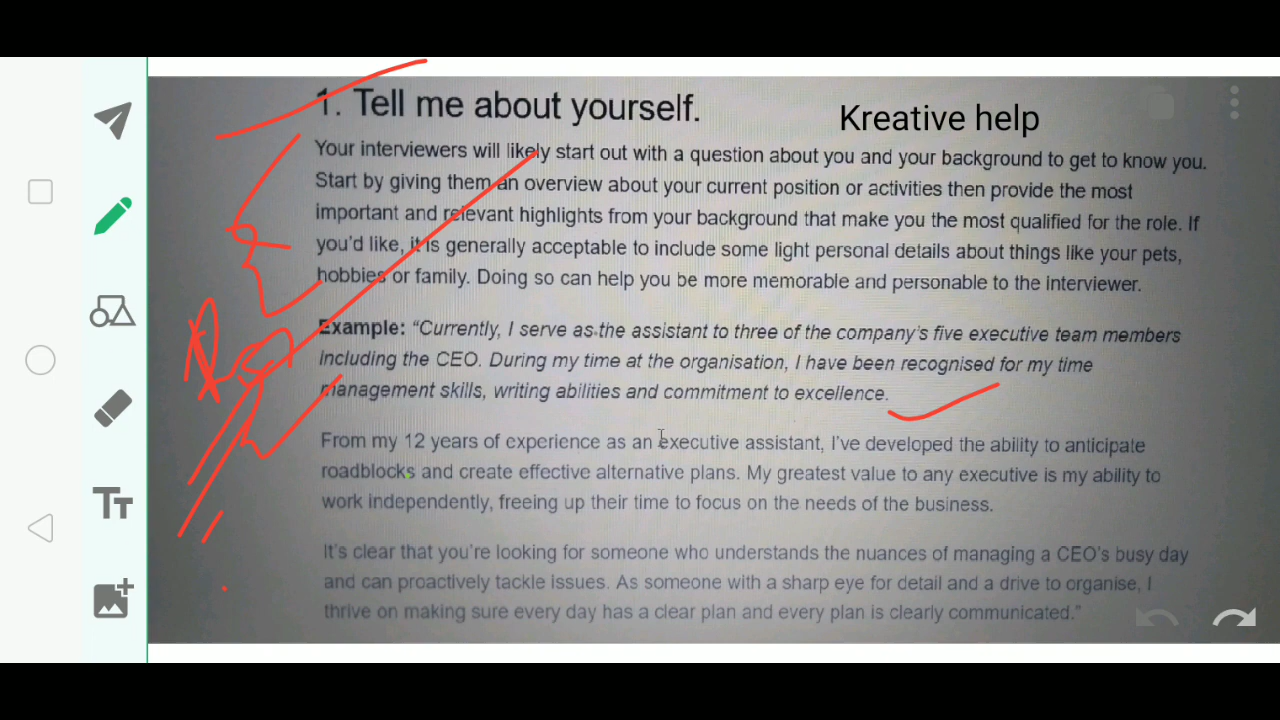 1. Tell me about yourself.
Kreative help
Your interviewers will likely start out with a question about you and your background to get to know you.
Start by giving them an overview about your current position or activities then provide the most
important and relevant highlights from your background that make you the most qualified for the role. If
you'd like, it is generally acceptable to include some light personal details about things like your pets,
hobbies or family. Doing so can help you be more memorable and personable to the interviewer.
Example: “Currently, I serve as the assistant to three of the company's five executive team members
including the CEO. During my time at the organisation, I have been recognised for my time
management skills, writing abilities and commitment to excellence.
From my 12 years of experience as an executive assistant, I've developed the ability to anticipate
roadblocks and create effective alternative plans. My greatest value to any executive is my ability to
work independently, freeing up their time to focus on the needs of the business.
It's clear that you're looking for someone who understands the nuances of managing a CEO's busy day
and can proactively tackle issues. As someone with a sharp eye for detail and a drive to organise, I
thrive on making sure every day has a clear plan and every plan is clearly communicated.”